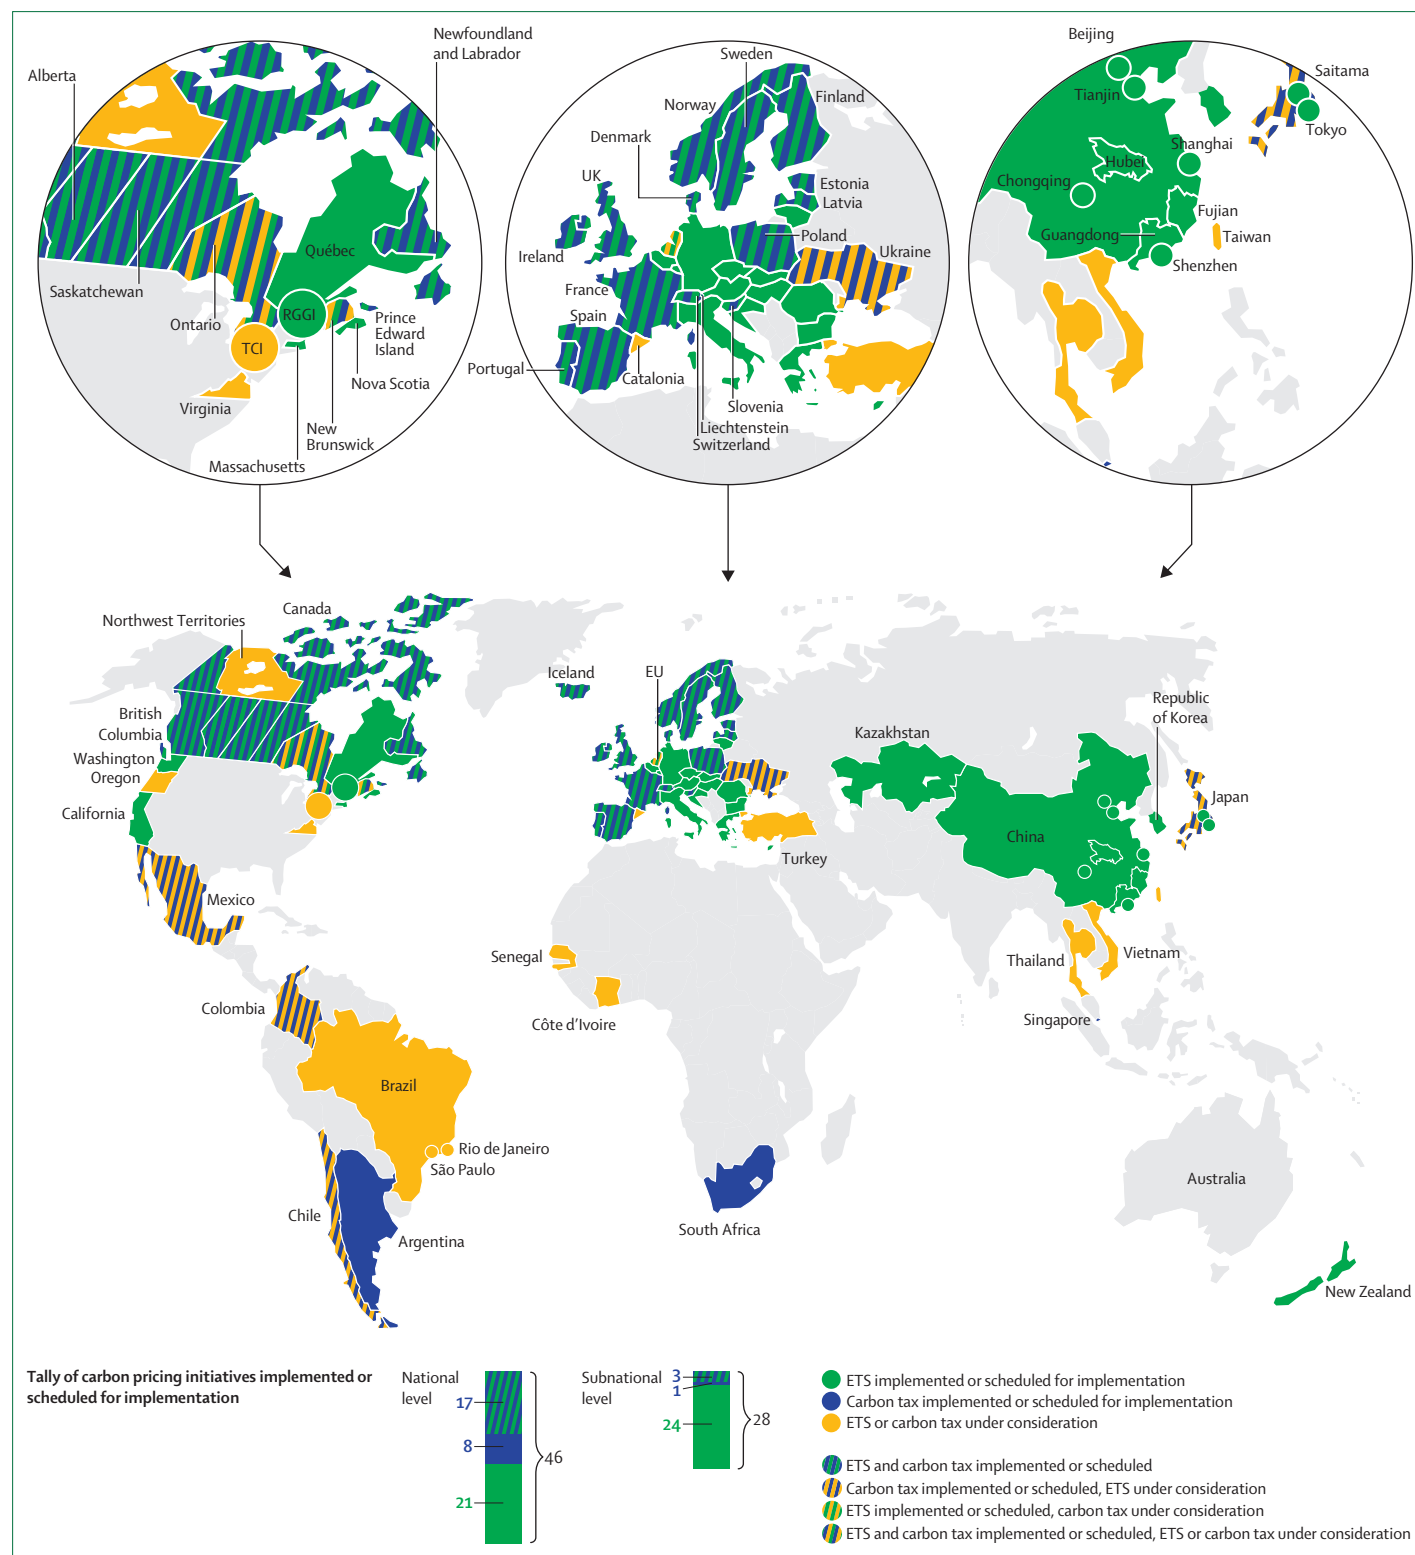 Newfoundland
and Labrador
Alberta
Saskatchewan
Québec
Ontario
RGGI
TCI
Prince
Edward
Island
Nova Scotia
Virginia
New
Brunswick
Massachusetts
Sweden
Norway
Finland
Denmark
UK
Estonia
Latvia
Poland
Ukraine
Ireland
France
Spain
Portugal
Catalonia
Slovenia
Liechtenstein
Switzerland
Beijing
Saitama
Tianjin
Tokyo
Shanghai
Hubei
Chongqing
Fujian
Guangdong
Taiwan
Shenzhen
Northwest Territories
Canada
Iceland
EU
British
Columbia
Washington
Oregon
California
Mexico
Kazakhstan
Republic
of Korea
Japan
China
Turkey
Senegal
Côte d'Ivoire
Thailand
Vietnam
Singapore
Colombia
Brazil
Rio de Janeiro
São Paulo
Chile
Argentina
South Africa
Australia
New Zealand
Tally of carbon pricing initiatives implemented or
scheduled for implementation
National
level
17
8
21
46
Subnational
level
3
1
24
28
ETS implemented or scheduled for implementation
Carbon tax implemented or scheduled for implementation
ETS or carbon tax under consideration
ETS and carbon tax implemented or scheduled
Carbon tax implemented or scheduled, ETS under consideration
ETS implemented or scheduled, carbon tax under consideration
ETS and carbon tax implemented or scheduled, ETS or carbon tax under consideration